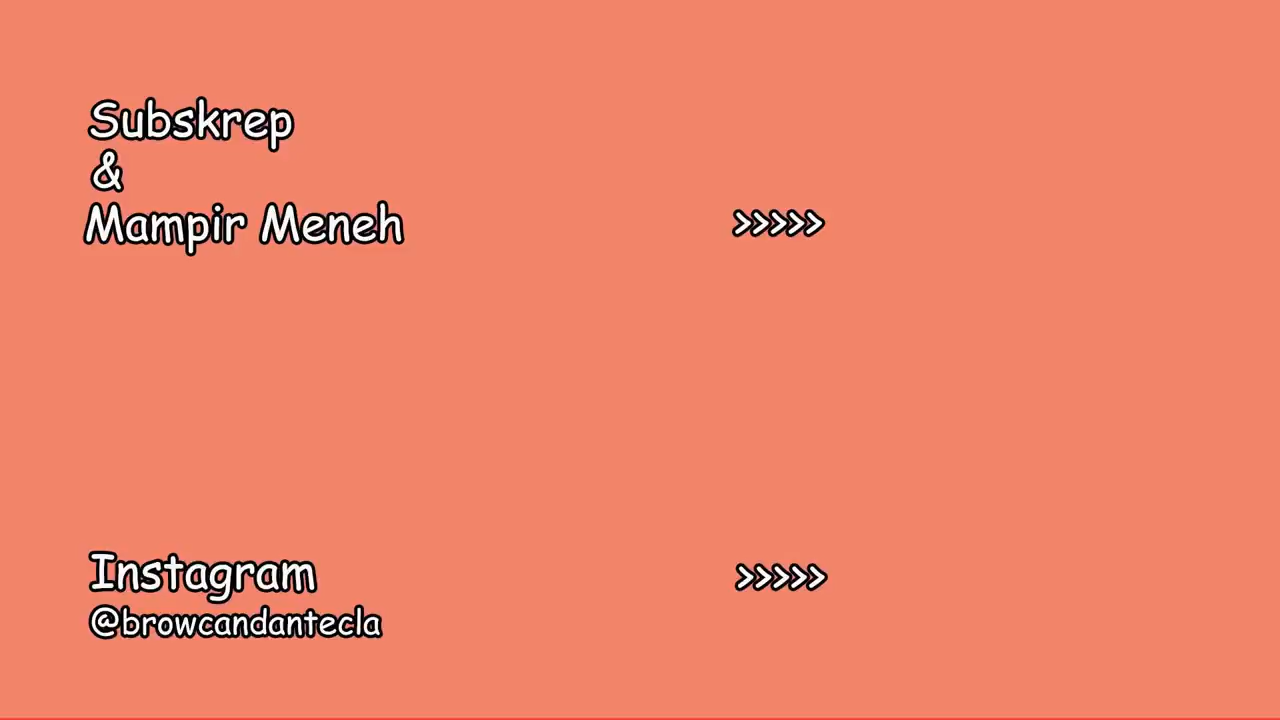 Subskrep
&
Mampir Meneh
>>>>>
Instagram
>>>>>
@browcandantecla